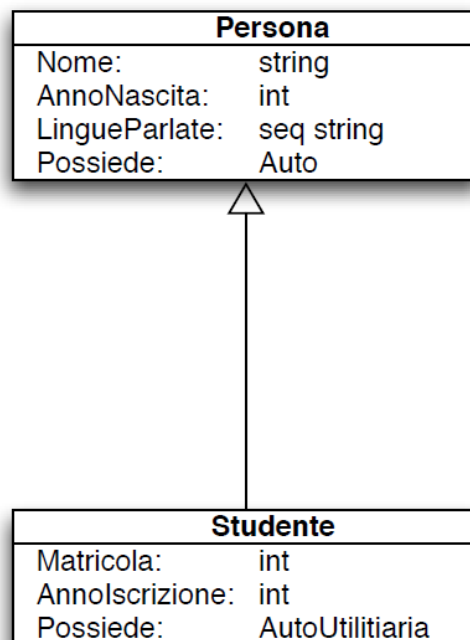 Persona
Nome: string
AnnoNascita: int
LingueParlate: seq string
Possiede: Auto
Studente
Matricola: int
AnnoIscrizione: int
Possiede: AutoUtilitiaria